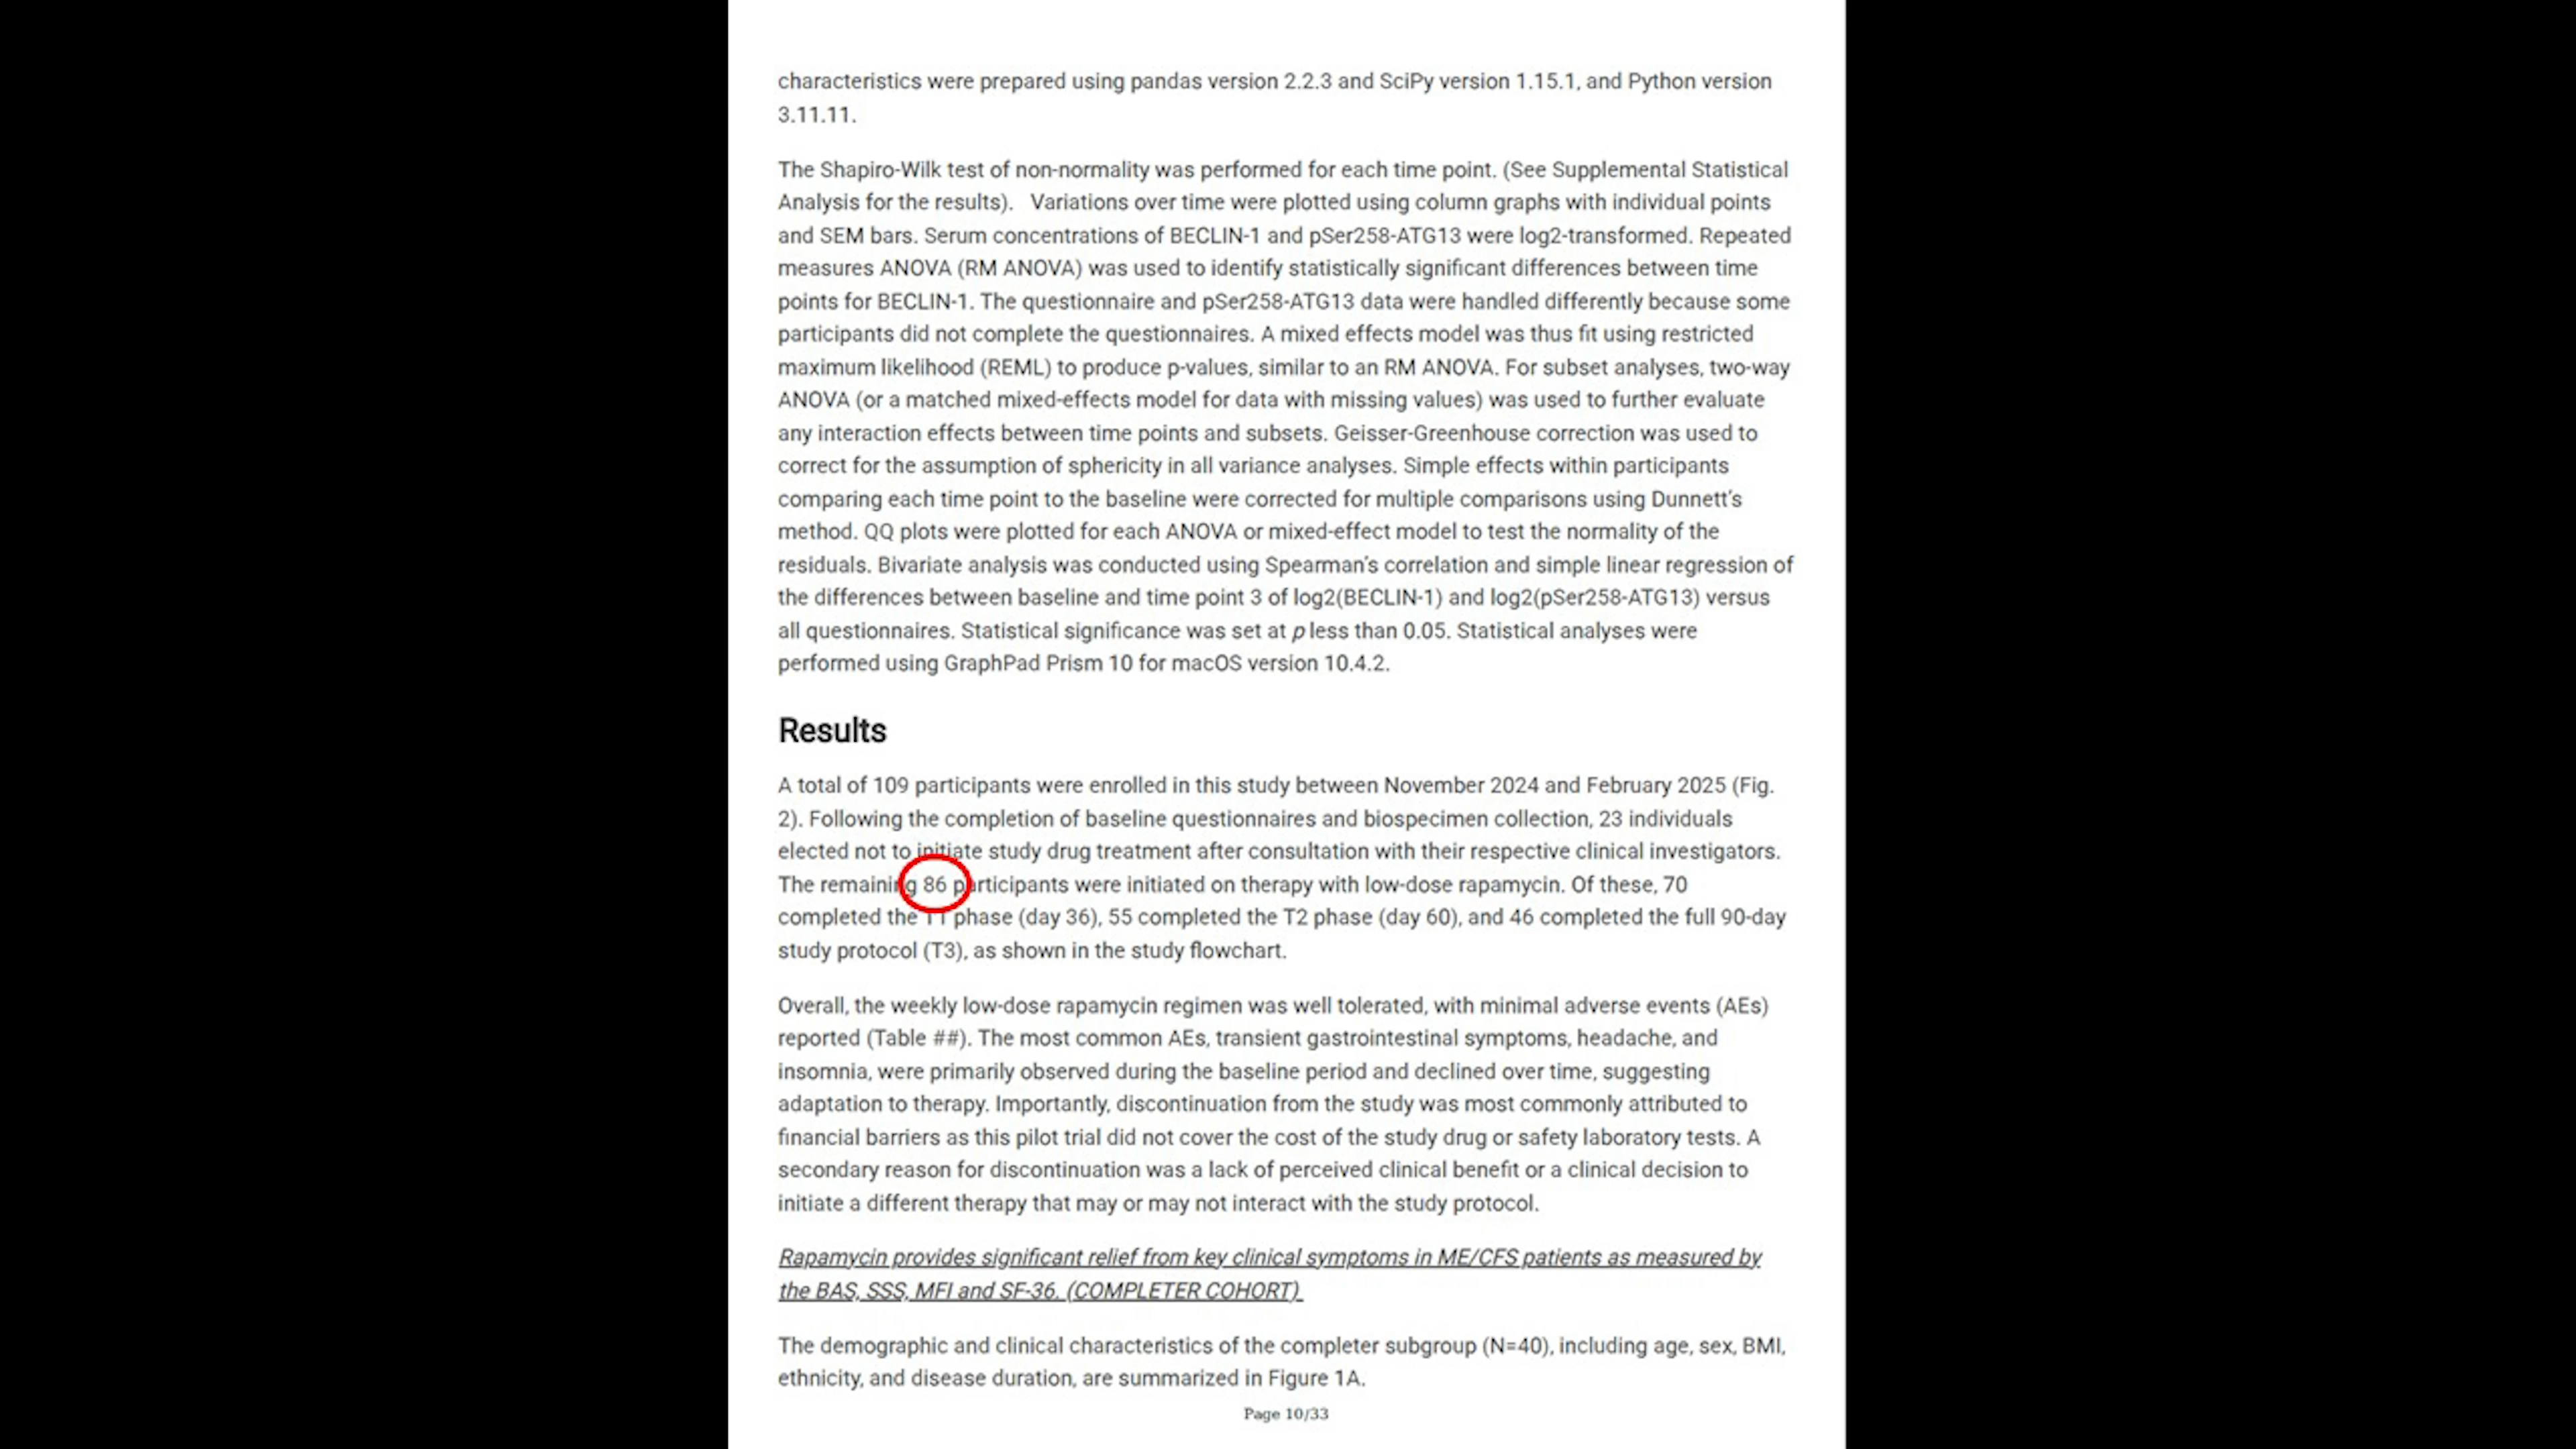 characteristics were prepared using pandas version 2.2.3 and SciPy version 1.15.1, and Python version
3.11.11.
The Shapiro-Wilk test of non-normality was performed for each time point. (See Supplemental Statistical
Analysis for the results). Variations over time were plotted using column graphs with individual points
and SEM bars. Serum concentrations of BECLIN-1 and pSer258-ATG13 were log2-transformed. Repeated
measures ANOVA (RM ANOVA) was used to identify statistically significant differences between time
points for BECLIN-1. The questionnaire and pSer258-ATG13 data were handled differently because some
participants did not complete the questionnaires. A mixed effects model was thus fit using restricted
maximum likelihood (REML) to produce p-values, similar to an RM ANOVA. For subset analyses, two-way
ANOVA (or a matched mixed-effects model for data with missing values) was used to further evaluate
any interaction effects between time points and subsets. Geisser-Greenhouse correction was used to
correct for the assumption of sphericity in all variance analyses. Simple effects within participants
comparing each time point to the baseline were corrected for multiple comparisons using Dunnett's
method. QQ plots were plotted for each ANOVA or mixed-effect model to test the normality of the
residuals. Bivariate analysis was conducted using Spearman's correlation and simple linear regression of
the differences between baseline and time point 3 of log2(BECLIN-1) and log2(pSer258-ATG13) versus
all questionnaires. Statistical significance was set at p less than 0.05. Statistical analyses were
performed using GraphPad Prism 10 for macOS version 10.4.2.
Results
A total of 109 participants were enrolled in this study between November 2024 and February 2025 (Fig.
2). Following the completion of baseline questionnaires and biospecimen collection, 23 individuals
elected not to initiate study drug treatment after consultation with their respective clinical investigators.
The remaining 86 participants were initiated on therapy with low-dose rapamycin. Of these, 70
completed the T1 phase (day 36), 55 completed the T2 phase (day 60), and 46 completed the full 90-day
study protocol (T3), as shown in the study flowchart.
Overall, the weekly low-dose rapamycin regimen was well tolerated, with minimal adverse events (AEs)
reported (Table ##). The most common AEs, transient gastrointestinal symptoms, headache, and
insomnia, were primarily observed during the baseline period and declined over time, suggesting
adaptation to therapy. Importantly, discontinuation from the study was most commonly attributed to
financial barriers as this pilot trial did not cover the cost of the study drug or safety laboratory tests. A
secondary reason for discontinuation was a lack of perceived clinical benefit or a clinical decision to
initiate a different therapy that may or may not interact with the study protocol.
Rapamycin provides significant relief from key clinical symptoms in ME/CFS patients as measured by
the BAS, SSS, MFI and SF-36. (COMPLETER COHORT)
The demographic and clinical characteristics of the completer subgroup (N=40), including age, sex, BMI,
ethnicity, and disease duration, are summarized in Figure 1A.
Page 10/33